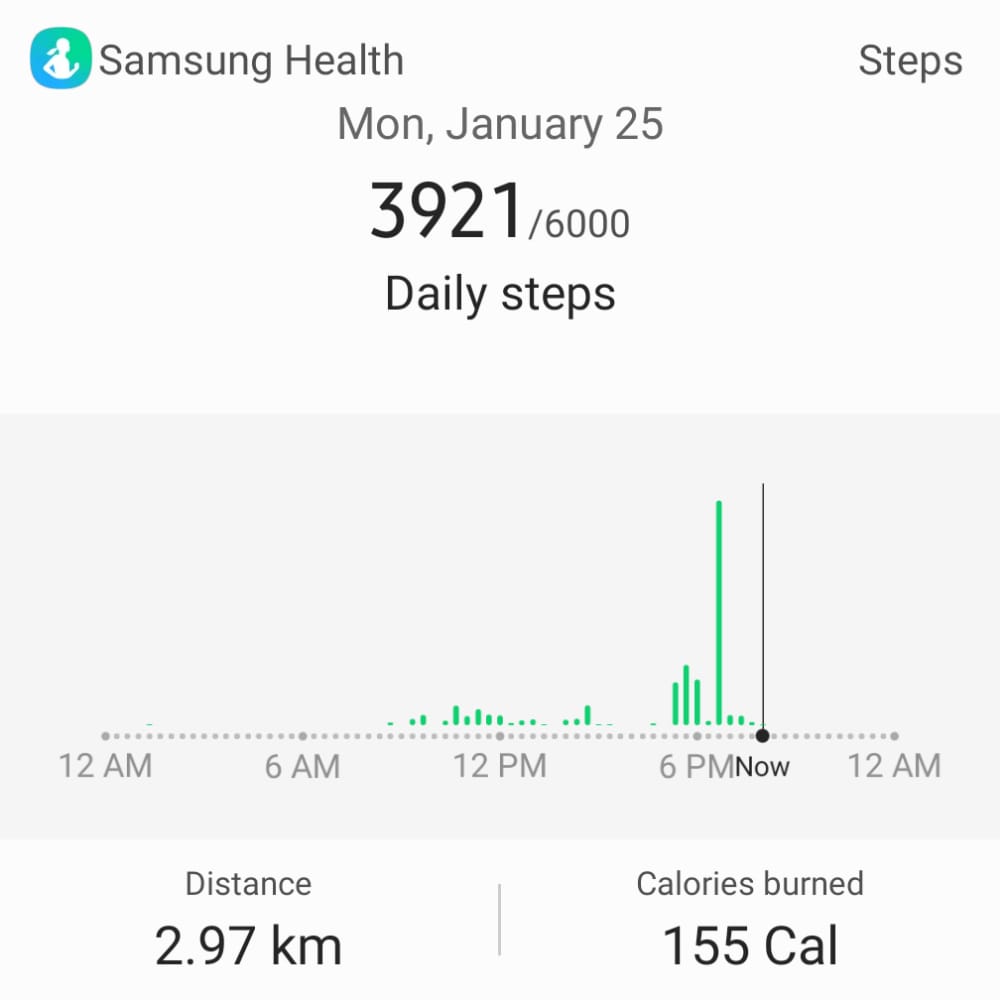 Samsung Health Steps
Mon, January 25
3921/6000
Daily steps
12 AM 6 AM 12 PM 6 PM Now 12 AM
Distance Calories burned
2.97 km 155 Cal